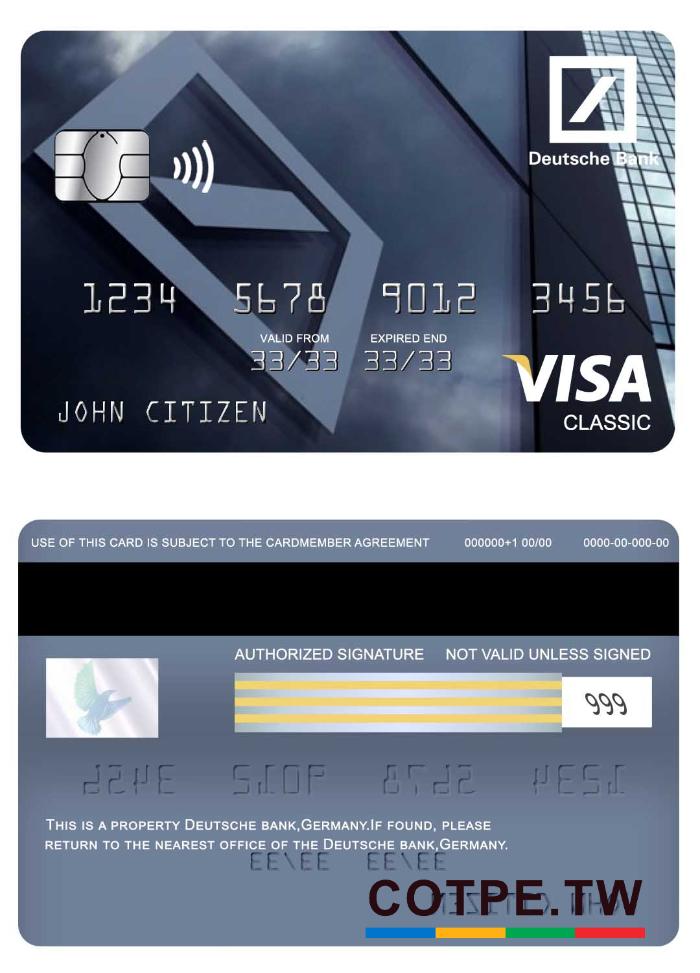 Deutsche Bank
1234 5678 9012 3456
VALID FROM EXPIRED END
33/33 33/33
VISA
JOHN CITIZEN
CLASSIC
USE OF THIS CARD IS SUBJECT TO THE CARDMEMBER AGREEMENT 000000+1 00/00 0000-00-000-00
AUTHORIZED SIGNATURE NOT VALID UNLESS SIGNED
999
THIS IS A PROPERTY DEUTSCHE BANK,GERMANY.IF FOUND, PLEASE
RETURN TO THE NEAREST OFFICE OF THE DEUTSCHE BANK,GERMANY.
COTPE.TW